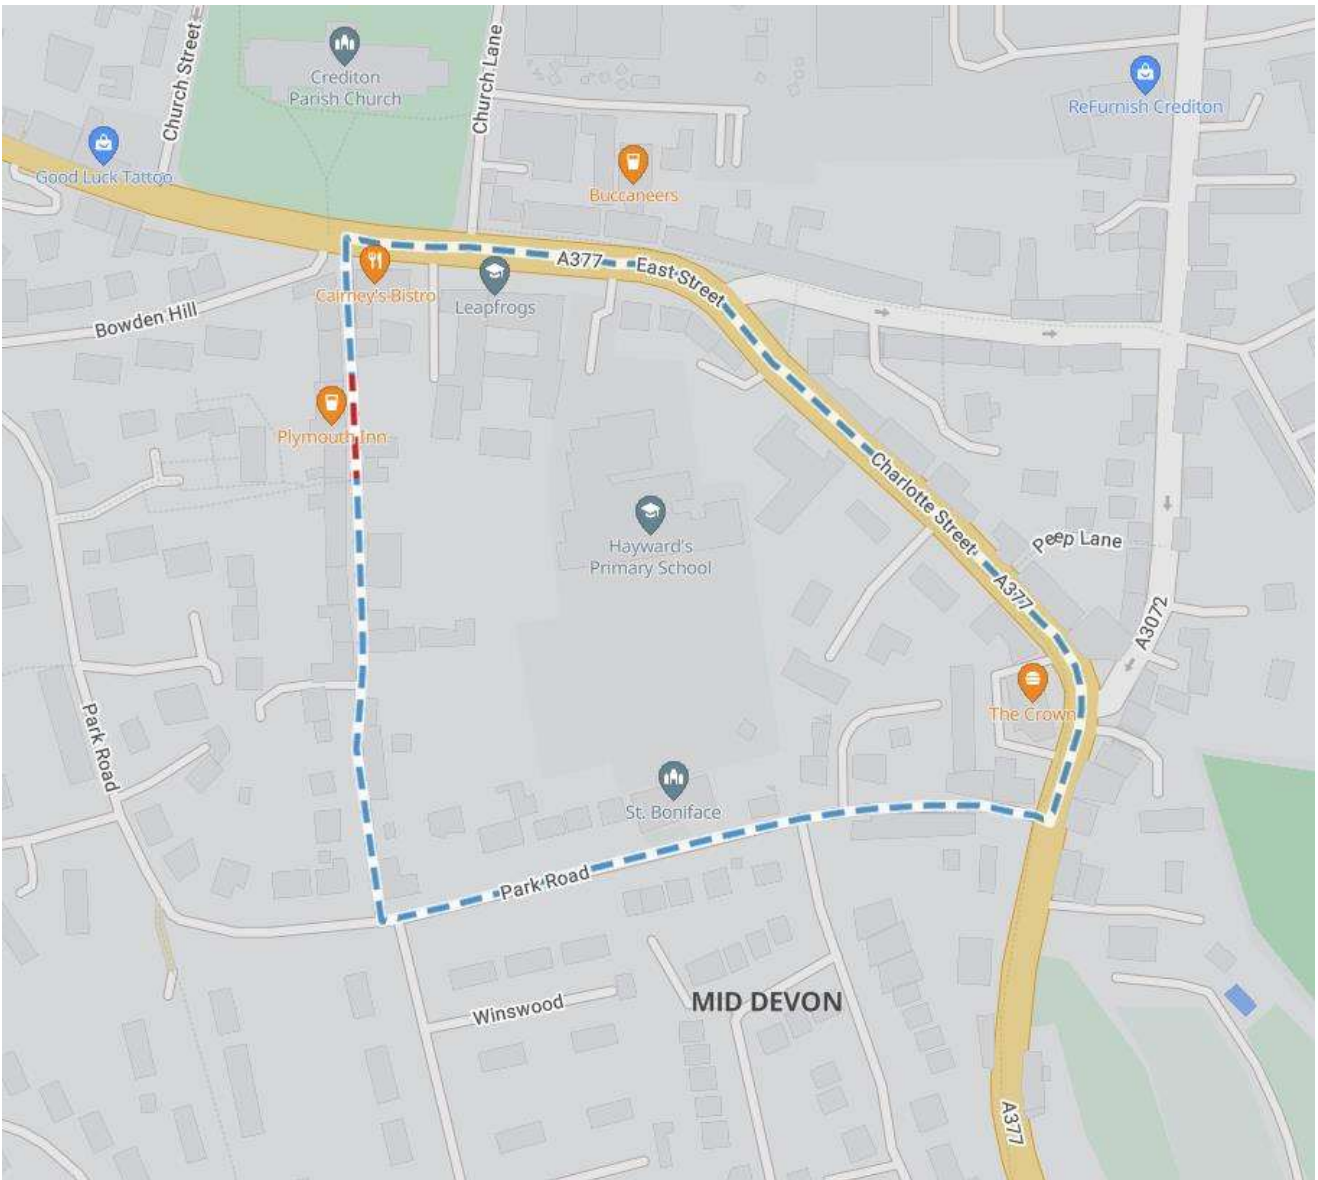 Church Street
Crediton
Parish Church
Church Lane
ReFurnish Crediton
Good Luck Tattoo
Buccaneers
A377
East Street
Cairney's Bistro
Leapfrogs
Bowden Hill
Plymouth Inn
Charlotte Street
Hayward's
Primary School
Peep Lane
A377
A3072
The Crown
Park Road
St. Boniface
Park Road
MID DEVON
Winswood
A377